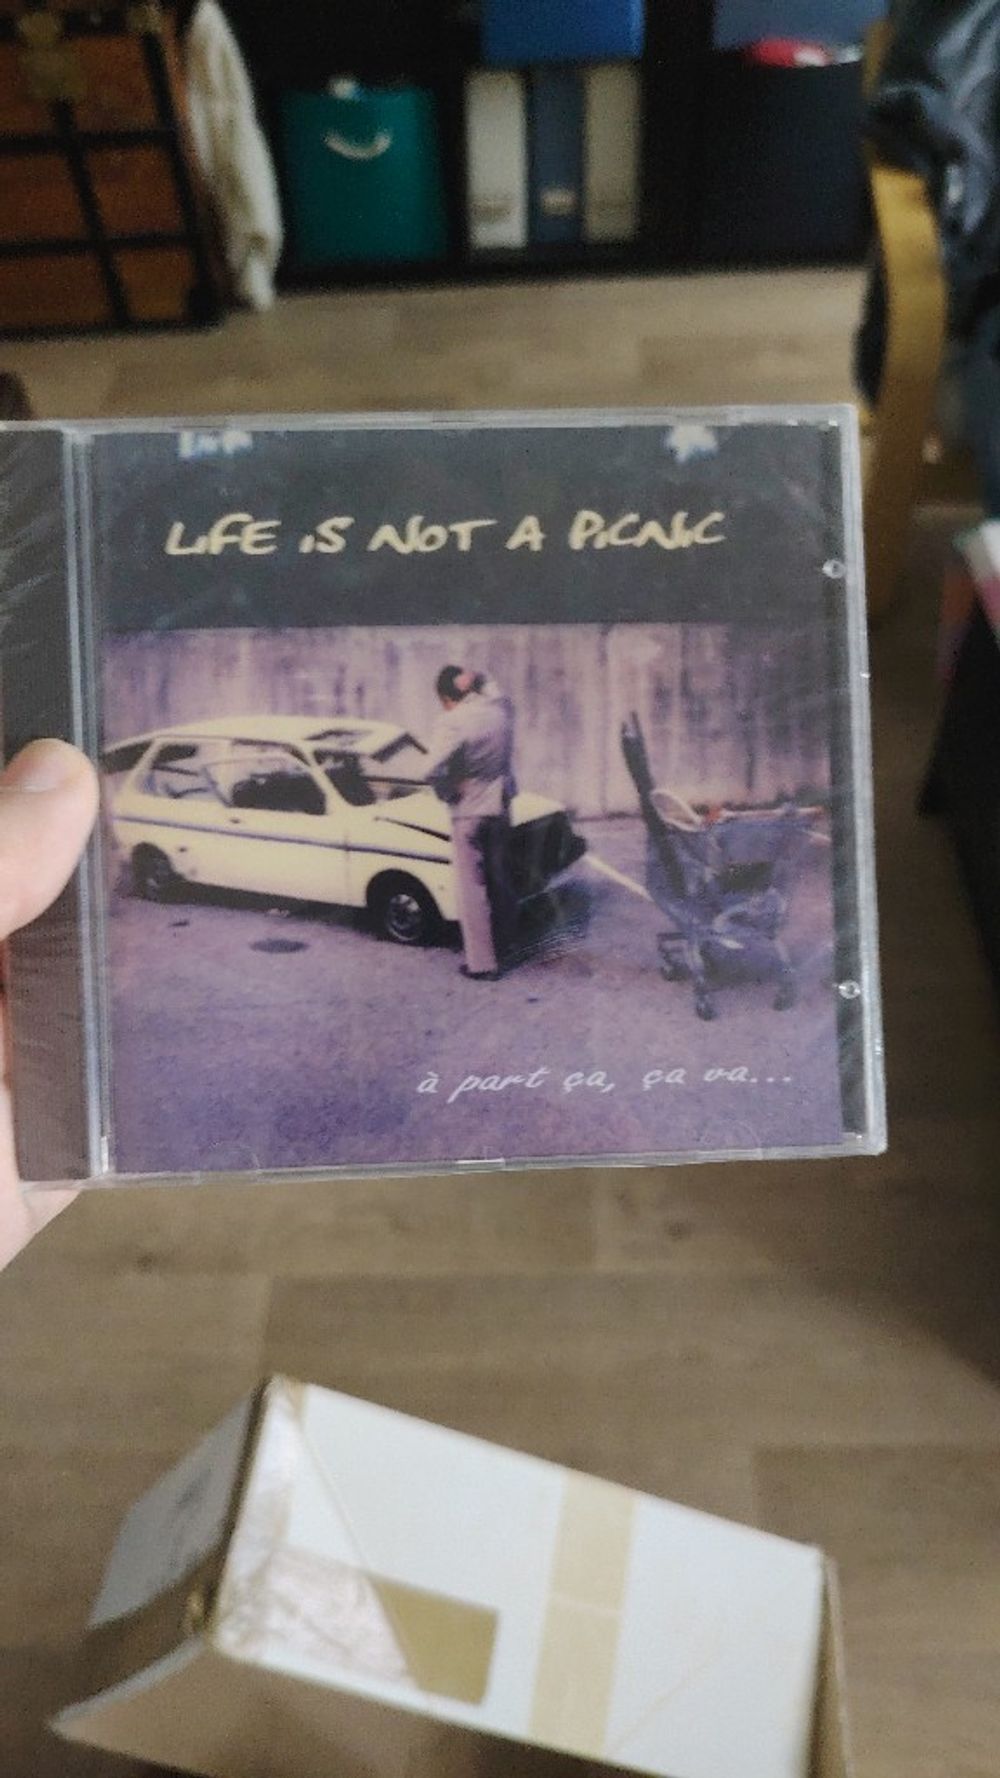 LiFE iS NOT A PiCNiC
à part ça, ça va...